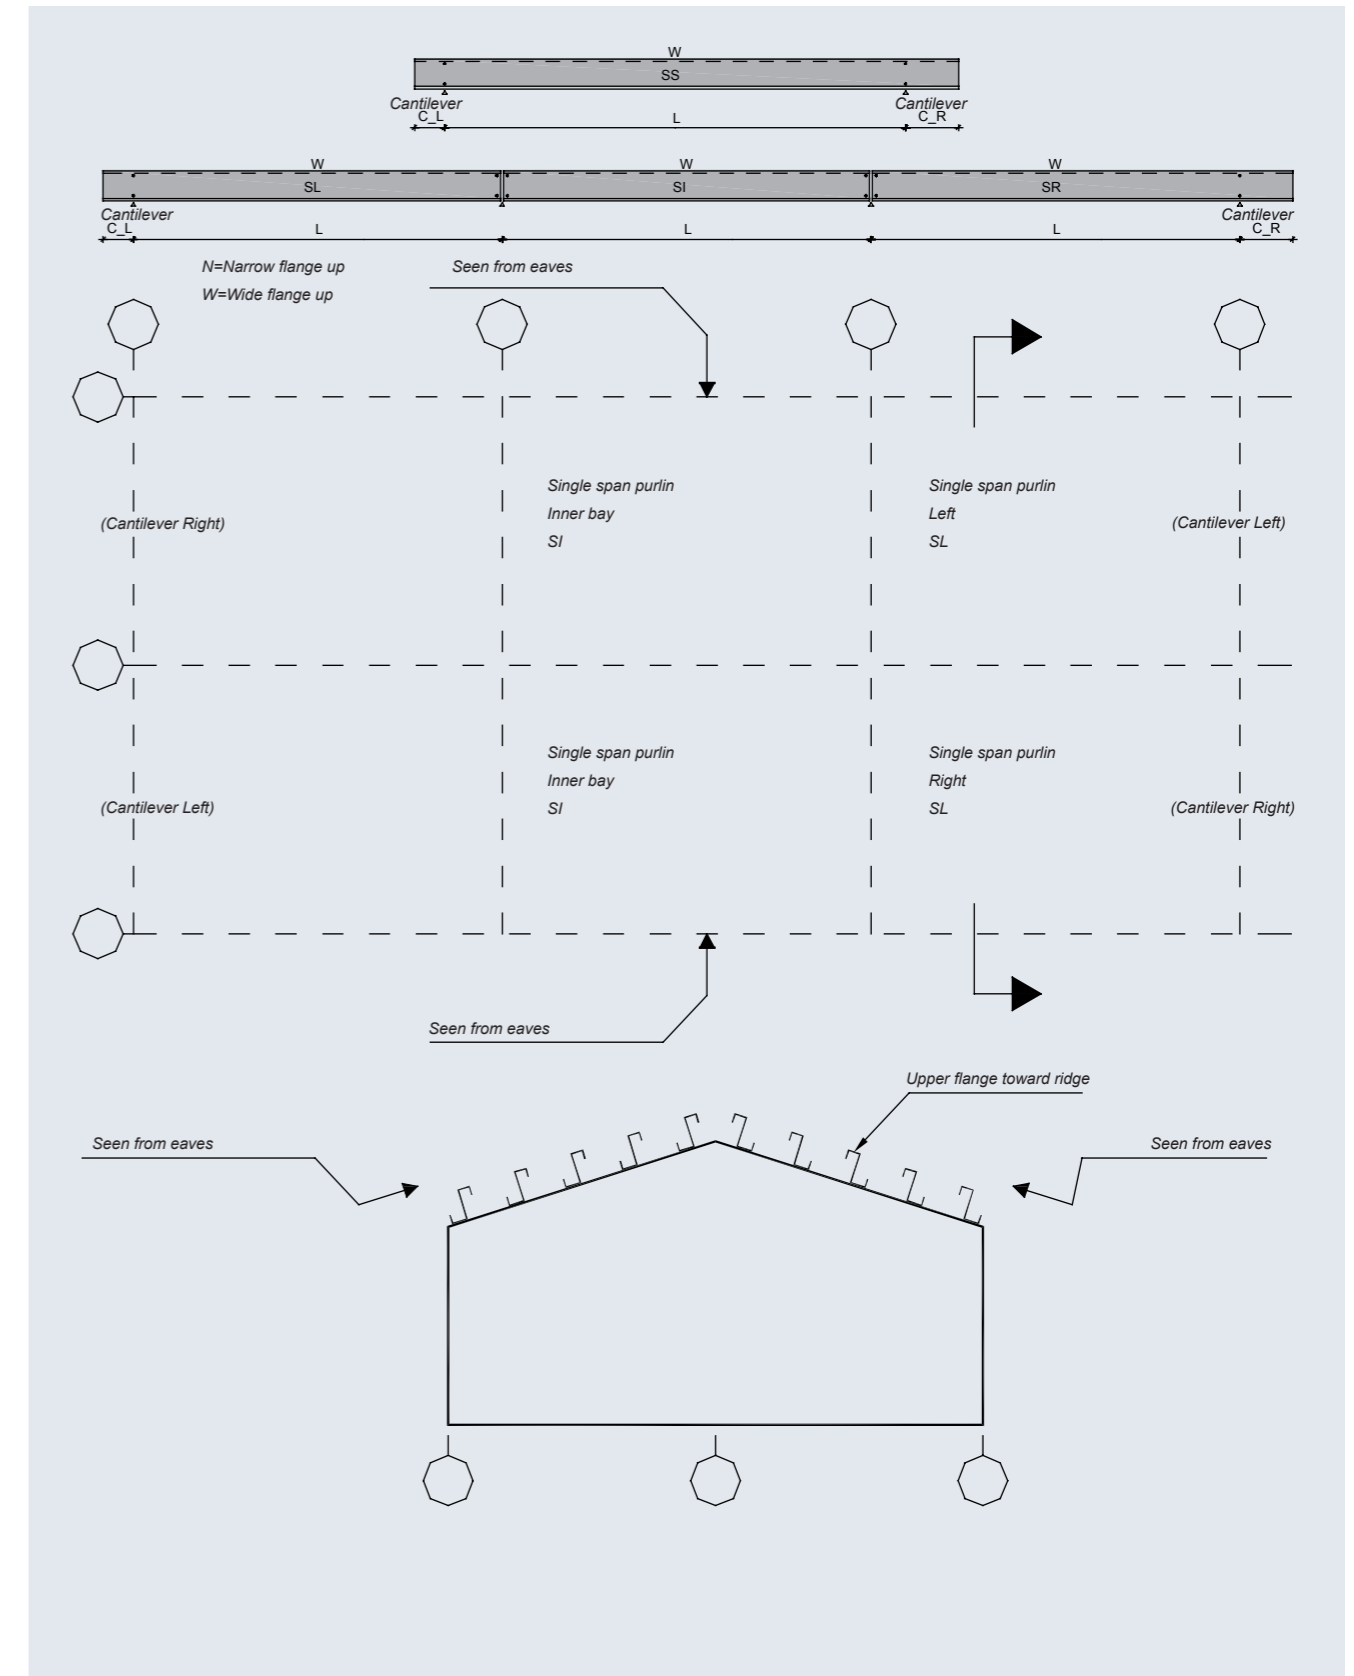 W
SS
Cantilever
Cantilever
C_L
L
C_R
W
W
W
SL
SI
SR
Cantilever
Cantilever
C_L
L
L
L
C_R
N=Narrow flange up
Seen from eaves
W=Wide flange up
Single span purlin
Inner bay
SI
Single span purlin
Left
SL
(Cantilever Right)
(Cantilever Left)
Single span purlin
Inner bay
SI
Single span purlin
Right
SL
(Cantilever Left)
(Cantilever Right)
Seen from eaves
Upper flange toward ridge
Seen from eaves
Seen from eaves